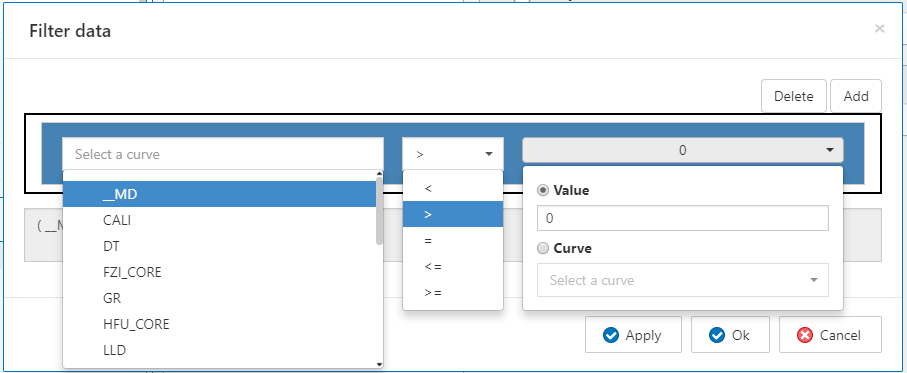 Filter data
×
Delete
Add
Select a curve
>
0
__MD
CALI
DT
FZI_CORE
GR
HFU_CORE
LLD
<
>
=
<=
>=
Value
0
Curve
Select a curve
(__M
Apply
Ok
Cancel